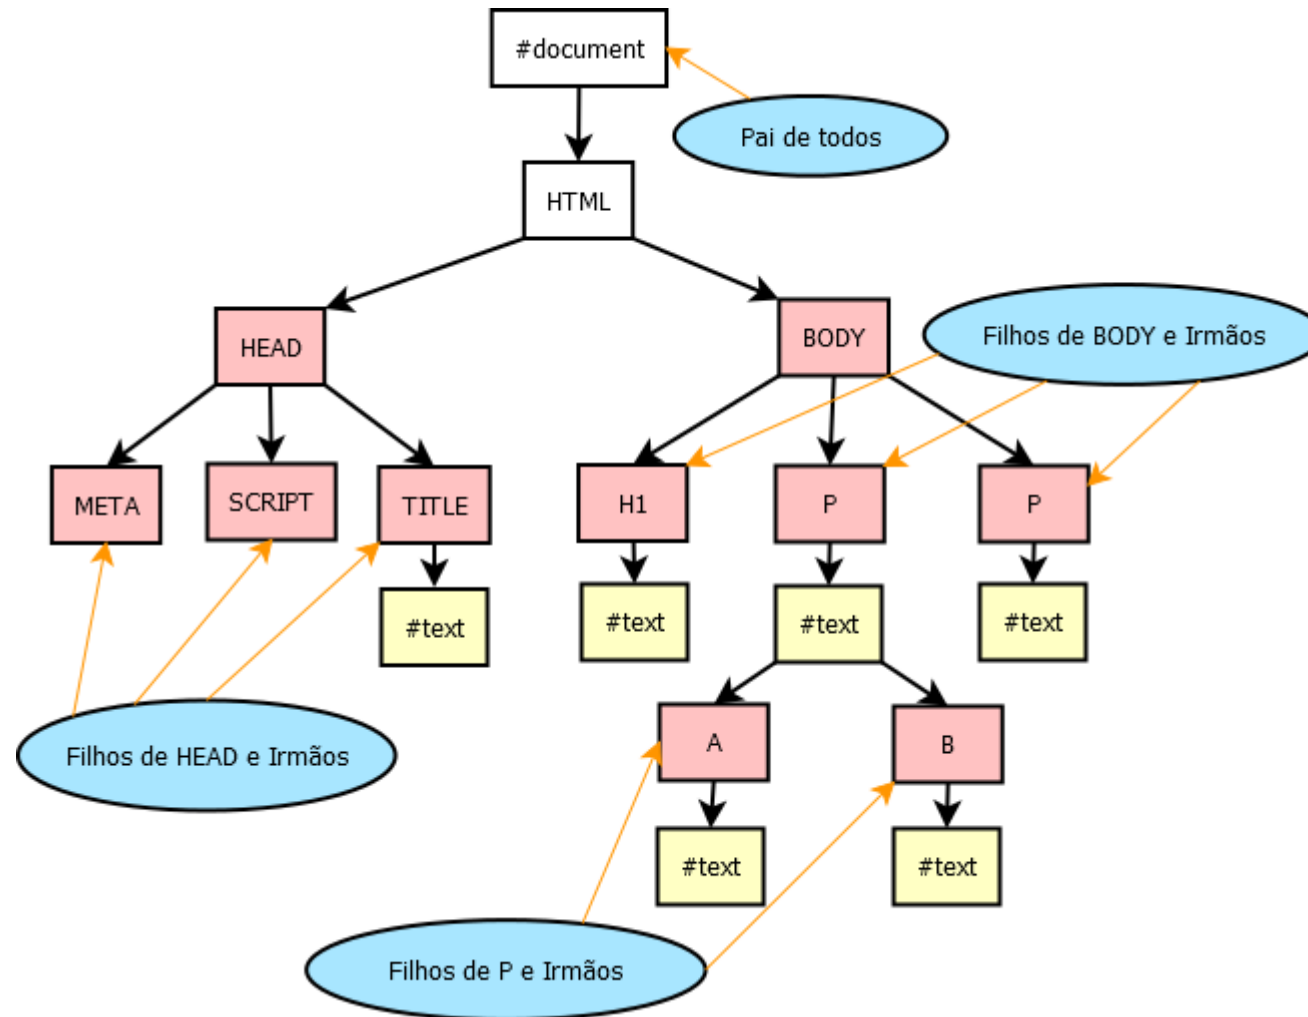 #document
Pai de todos
HTML
HEAD
BODY
Filhos de BODY e Irmãos
META
SCRIPT
TITLE
H1
P
P
#text
#text
#text
#text
A
B
Filhos de HEAD e Irmãos
#text
#text
Filhos de P e Irmãos